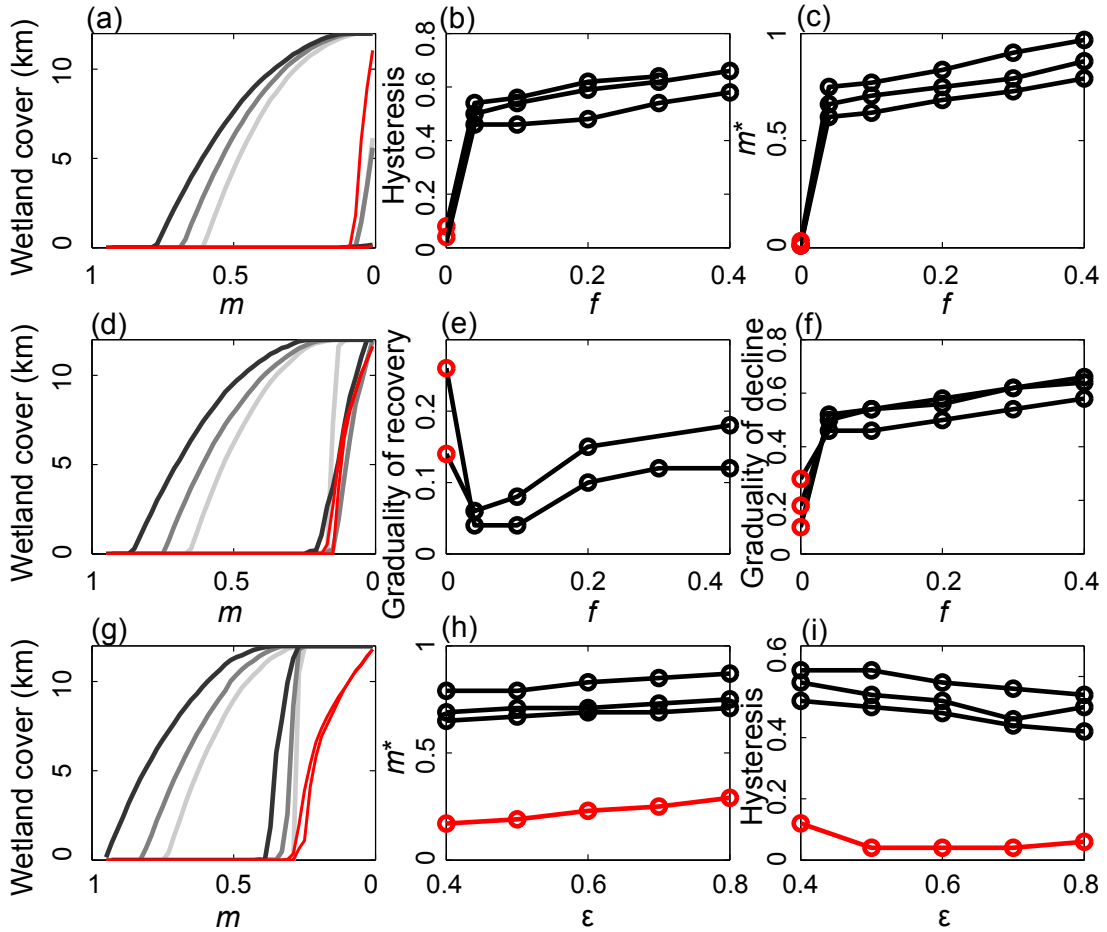 (a)
Wetland cover (km)
10
5
0
1
0.5
0
m
(b)
Hysteresis
0.8
0.6
0.4
0.2
0
0
0.2
0.4
f
(c)
m*
1
0.5
0
0
0.2
0.4
f
(d)
Wetland cover (km)
10
5
0
1
0.5
0
m
(e)
Graduality of recovery
0.2
0.1
0
0
0.2
0.4
f
(f)
Graduality of decline
0.8
0.6
0.4
0.2
0
0
0.2
0.4
f
(g)
Wetland cover (km)
10
5
0
1
0.5
0
m
(h)
m*
1
0.5
0
0.4
0.6
0.8
ε
(i)
Hysteresis
0.6
0.4
0.2
0
0.4
0.6
0.8
ε